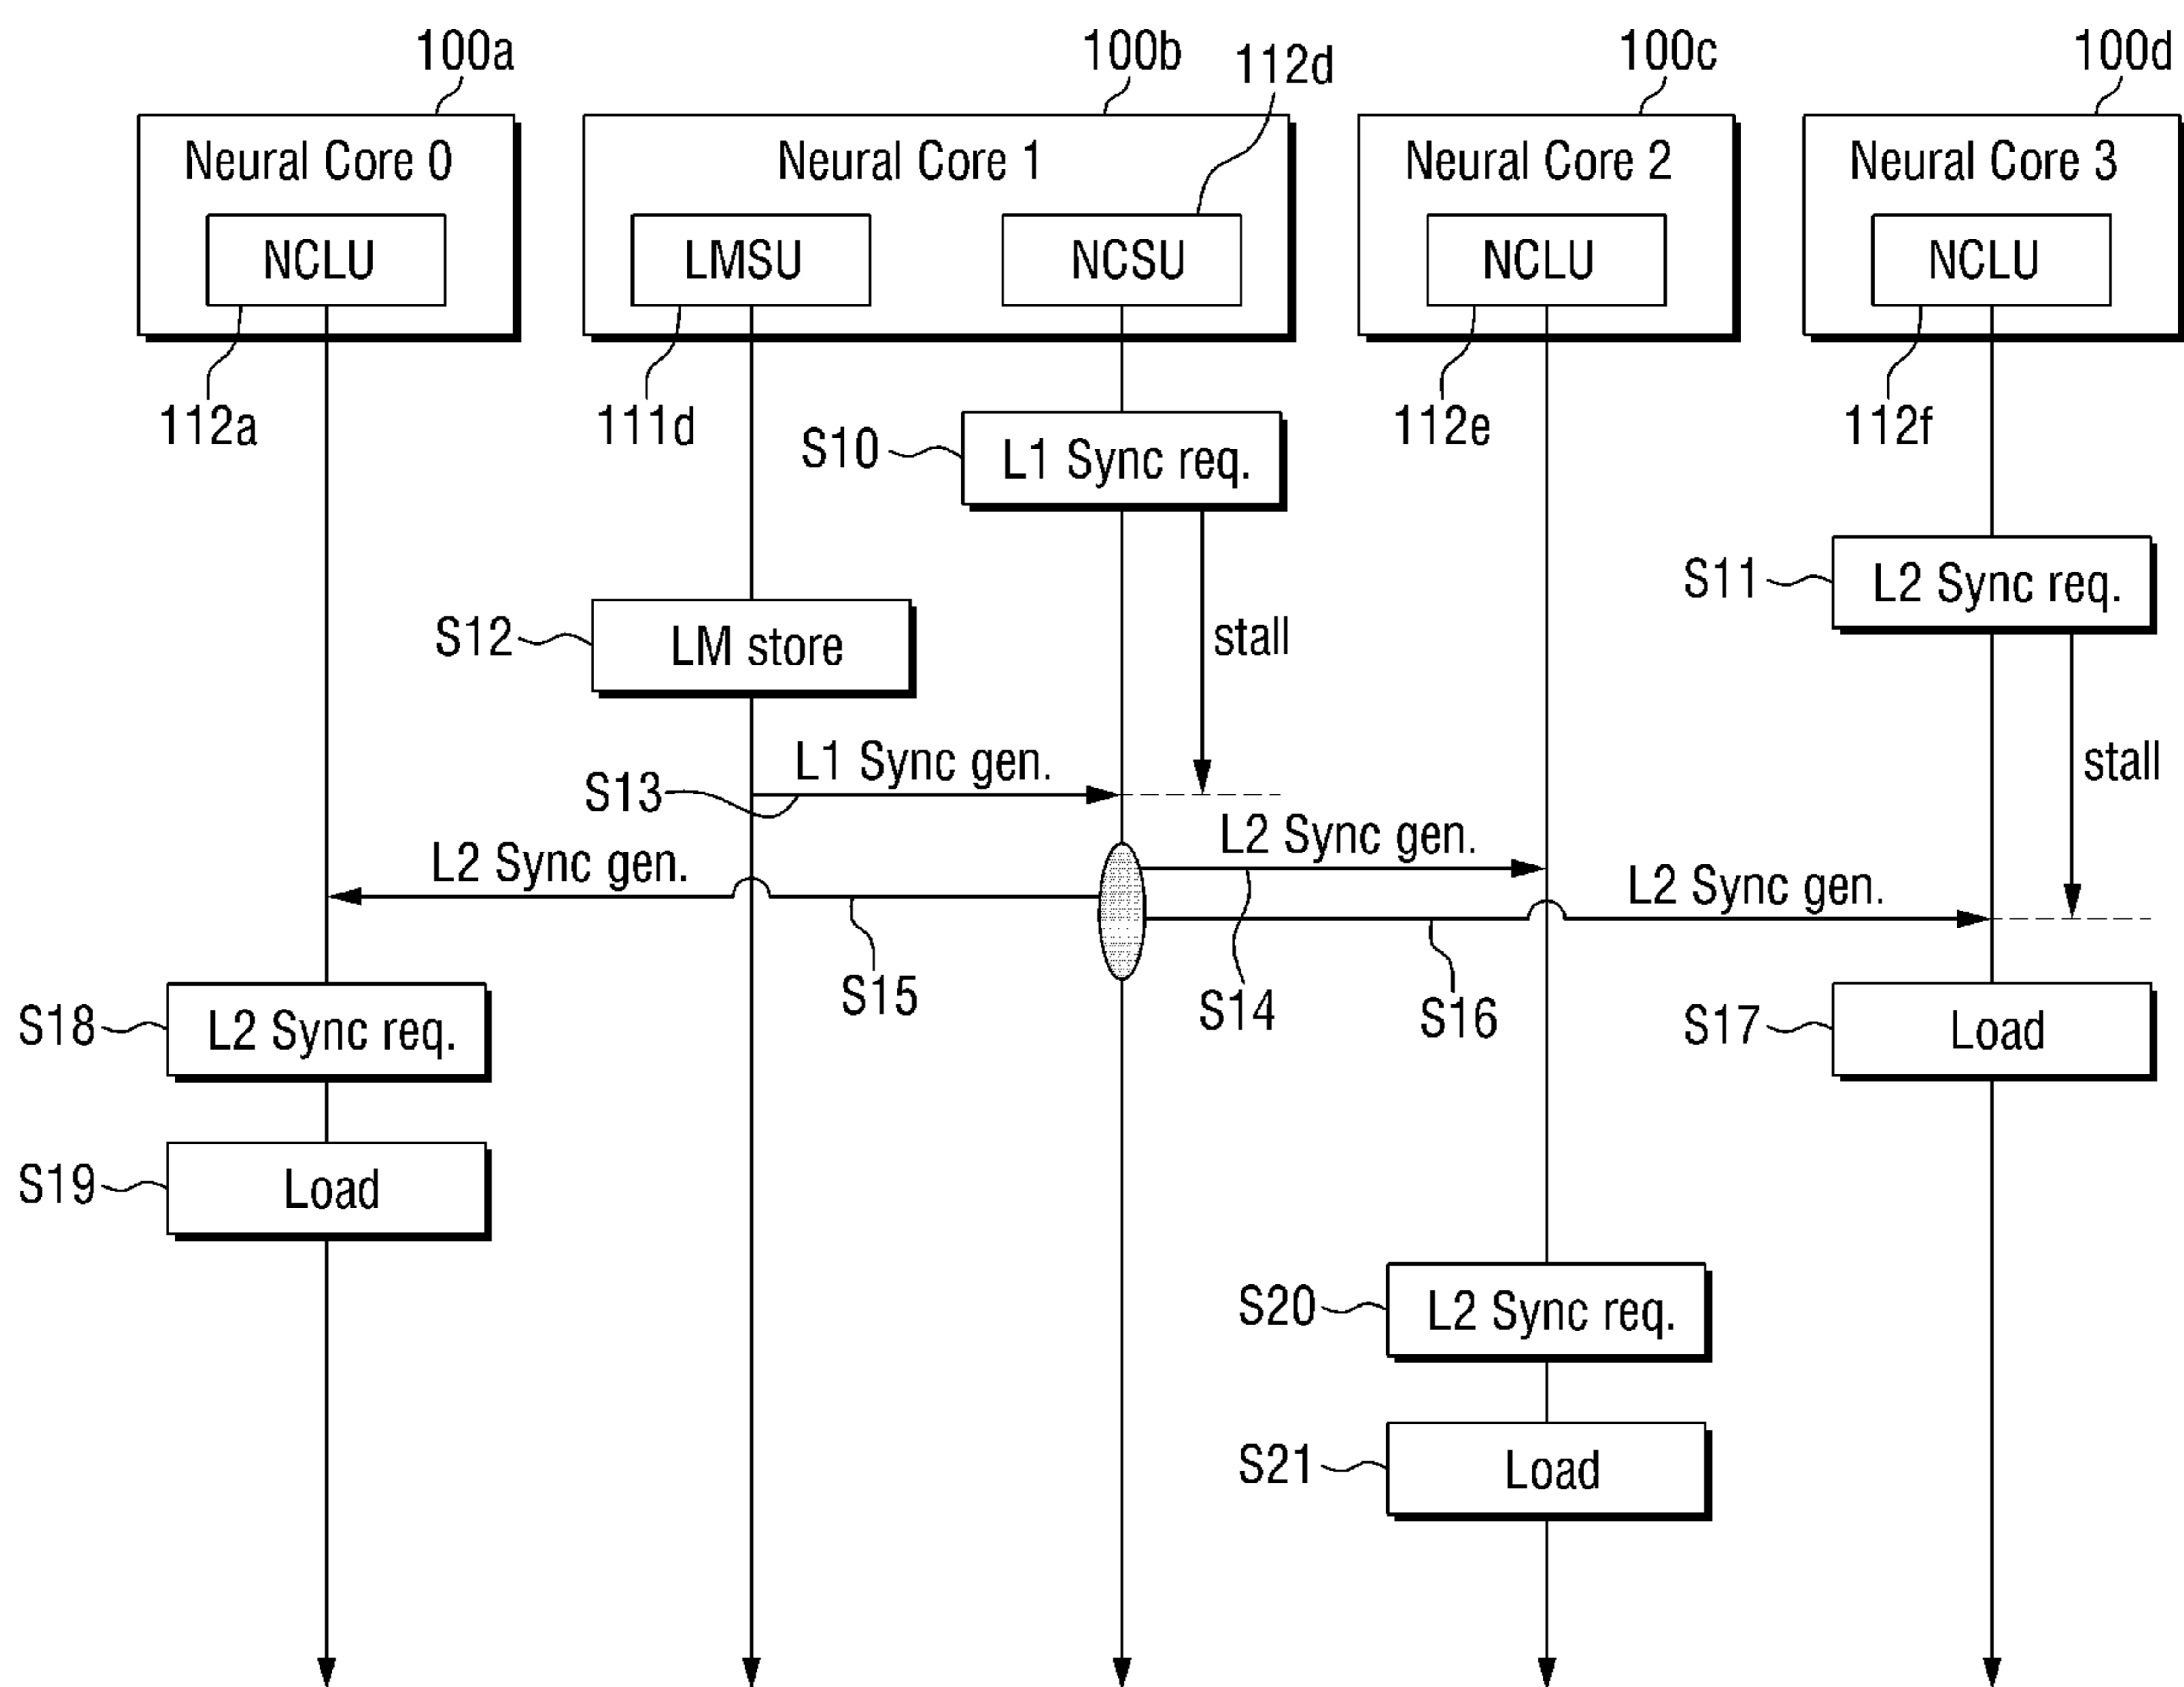 100a
100b
112d
100c
100d
Neural Core 0
Neural Core 1
Neural Core 2
Neural Core 3
NCLU
LMSU
NCSU
NCLU
NCLU
112a
111d
112e
112f
S10
L1 Sync req.
S11
L2 Sync req.
S12
LM store
stall
stall
L1 Sync gen.
S13
L2 Sync gen.
L2 Sync gen.
L2 Sync gen.
S15
S14
S16
S18
L2 Sync req.
S17
Load
S19
Load
S20
L2 Sync req.
S21
Load